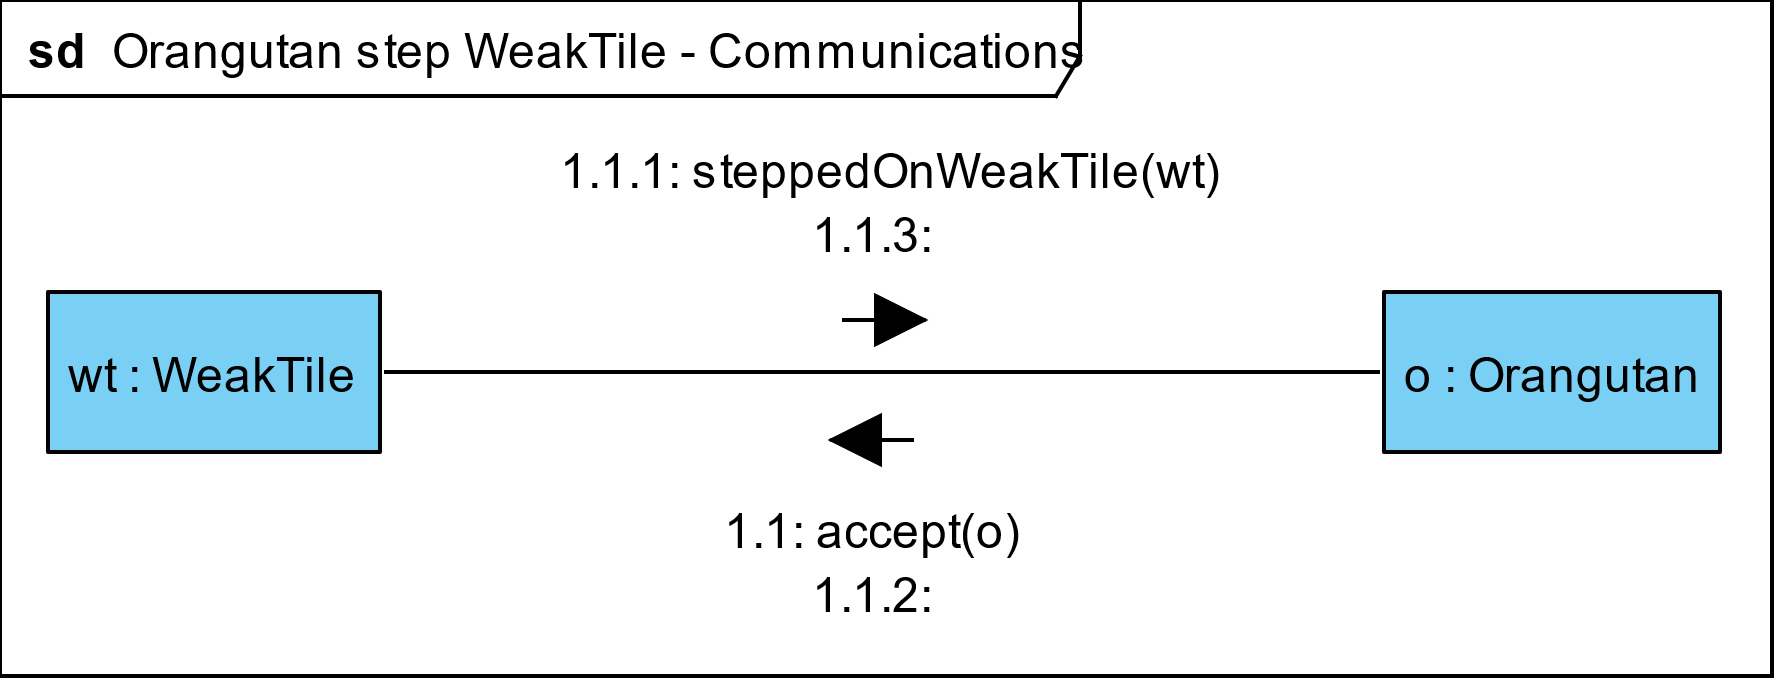 sd Orangutan step WeakTile - Communications
1.1.1: steppedOnWeakTile(wt)
1.1.3:
wt : WeakTile
o : Orangutan
1.1: accept(o)
1.1.2: